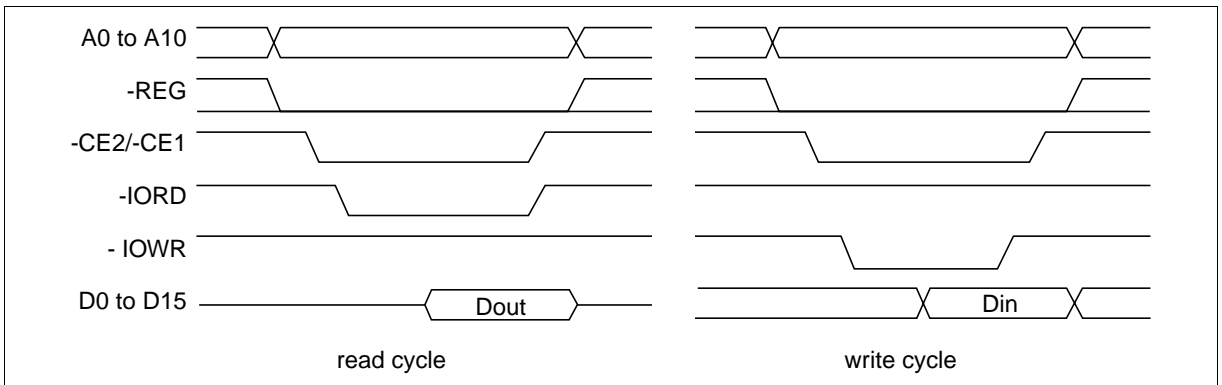 A0 to A10
-REG
-CE2/-CE1
-IORD
- IOWR
D0 to D15 Dout Din
read cycle write cycle